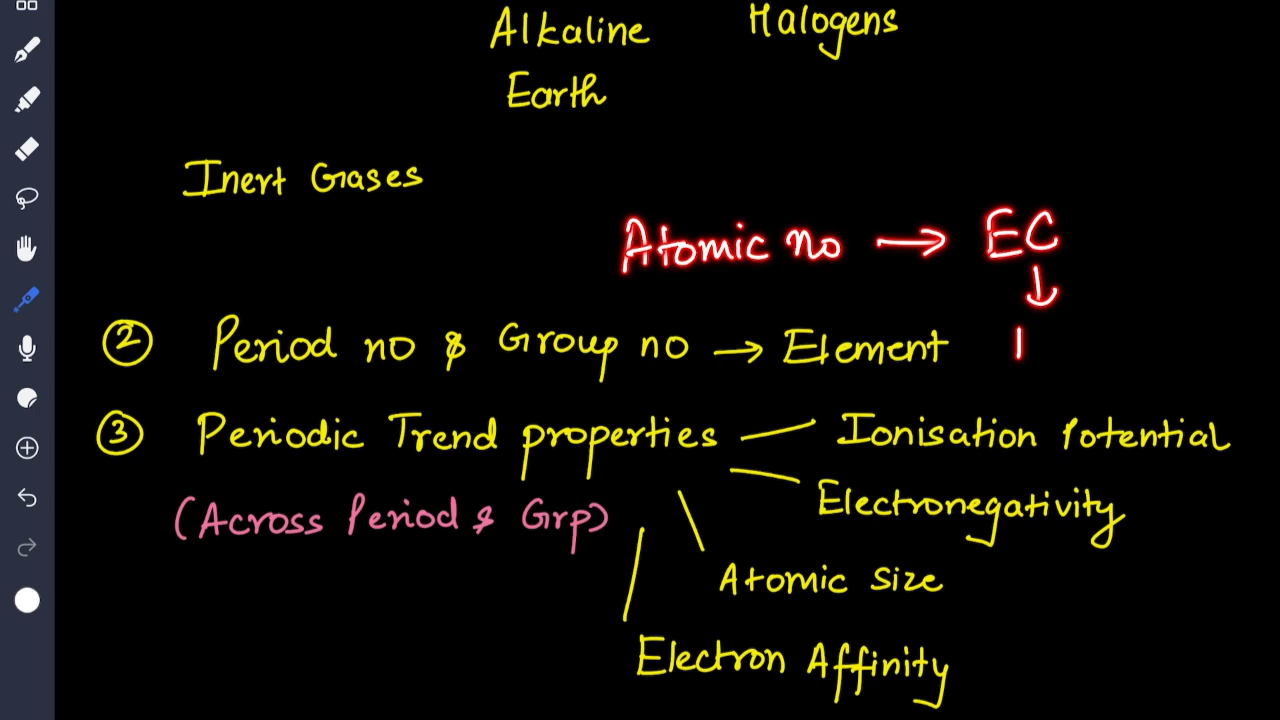 Alkaline Halogens
Earth
Inert Gases
Atomic no → EC
↓
② Period no & Group no → Element I
③ Periodic Trend properties — Ionisation Potential
Electronegativity
(Across Period & Grp)
Atomic size
Electron Affinity